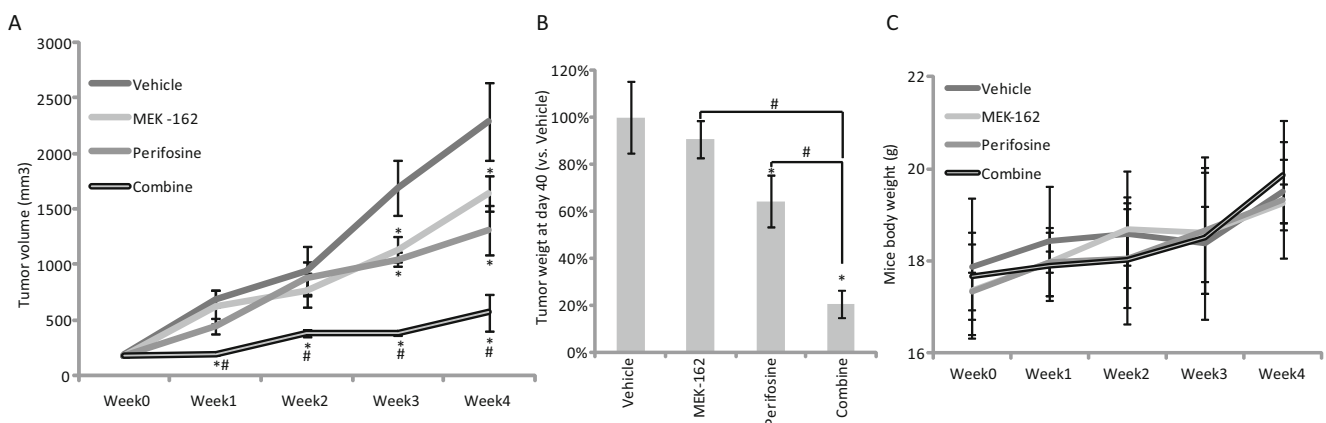 A
Tumor volume (mm3)
3000
2500
2000
1500
1000
500
0
Vehicle
MEK -162
Perifosine
Combine
*
*
*
*
*
*#
*
#
*
#
*
#
Week0 Week1 Week2 Week3 Week4
B
Tumor weigt at day 40 (vs. Vehicle)
120%
100%
80%
60%
40%
20%
0%
#
#
*
*
Vehicle
MEK-162
Perifosine
Combine
C
Mice body weight (g)
22
20
18
16
Vehicle
MEK-162
Perifosine
Combine
Week0 Week1 Week2 Week3 Week4